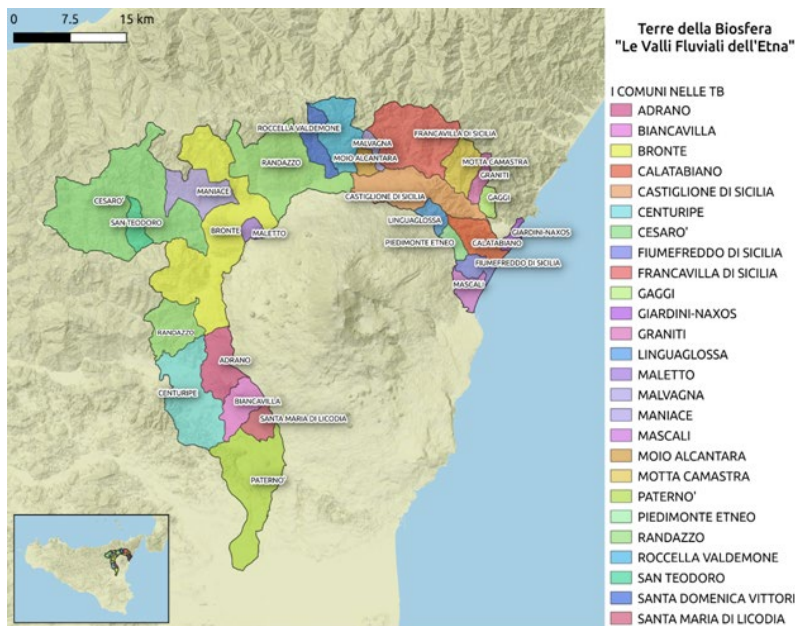 0 7.5 15 km
Terre della Biosfera
"Le Valli Fluviali dell'Etna"
I COMUNI NELLE TB
ADRANO
BIANCAVILLA
BRONTE
CALATABIANO
CASTIGLIONE DI SICILIA
CENTURIPE
CESARO'
FIUMEFREDDO DI SICILIA
FRANCAVILLA DI SICILIA
GAGGI
GIARDINI-NAXOS
GRANITI
LINGUAGLOSSA
MALETTO
MALVAGNA
MANIACE
MASCALI
MOIO ALCANTARA
MOTTA CAMASTRA
PATERNO'
PIEDIMONTE ETNEO
RANDAZZO
ROCCELLA VALDEMONE
SAN TEODORO
SANTA DOMENICA VITTORI
SANTA MARIA DI LICODIA
ROCCELLA VALDEMONE
FRANCAVILLA DI SICILIA
MALVAGNA
MOIO ALCANTARA
RANDAZZO
MOTTA CAMASTRA
GRANITI
MANIACE
CASTIGLIONE DI SICILIA
GAGGI
CESARO'
SAN TEODORO
LINGUAGLOSSA
BRONTE
MALETTO
GIARDINI-NAXOS
PIEDIMONTE ETNEO
CALATABIANO
FIUMEFREDDO DI SICILIA
MASCALI
RANDAZZO
ADRANO
CENTURIPE
BIANCAVILLA
SANTA MARIA DI LICODIA
PATERNO'